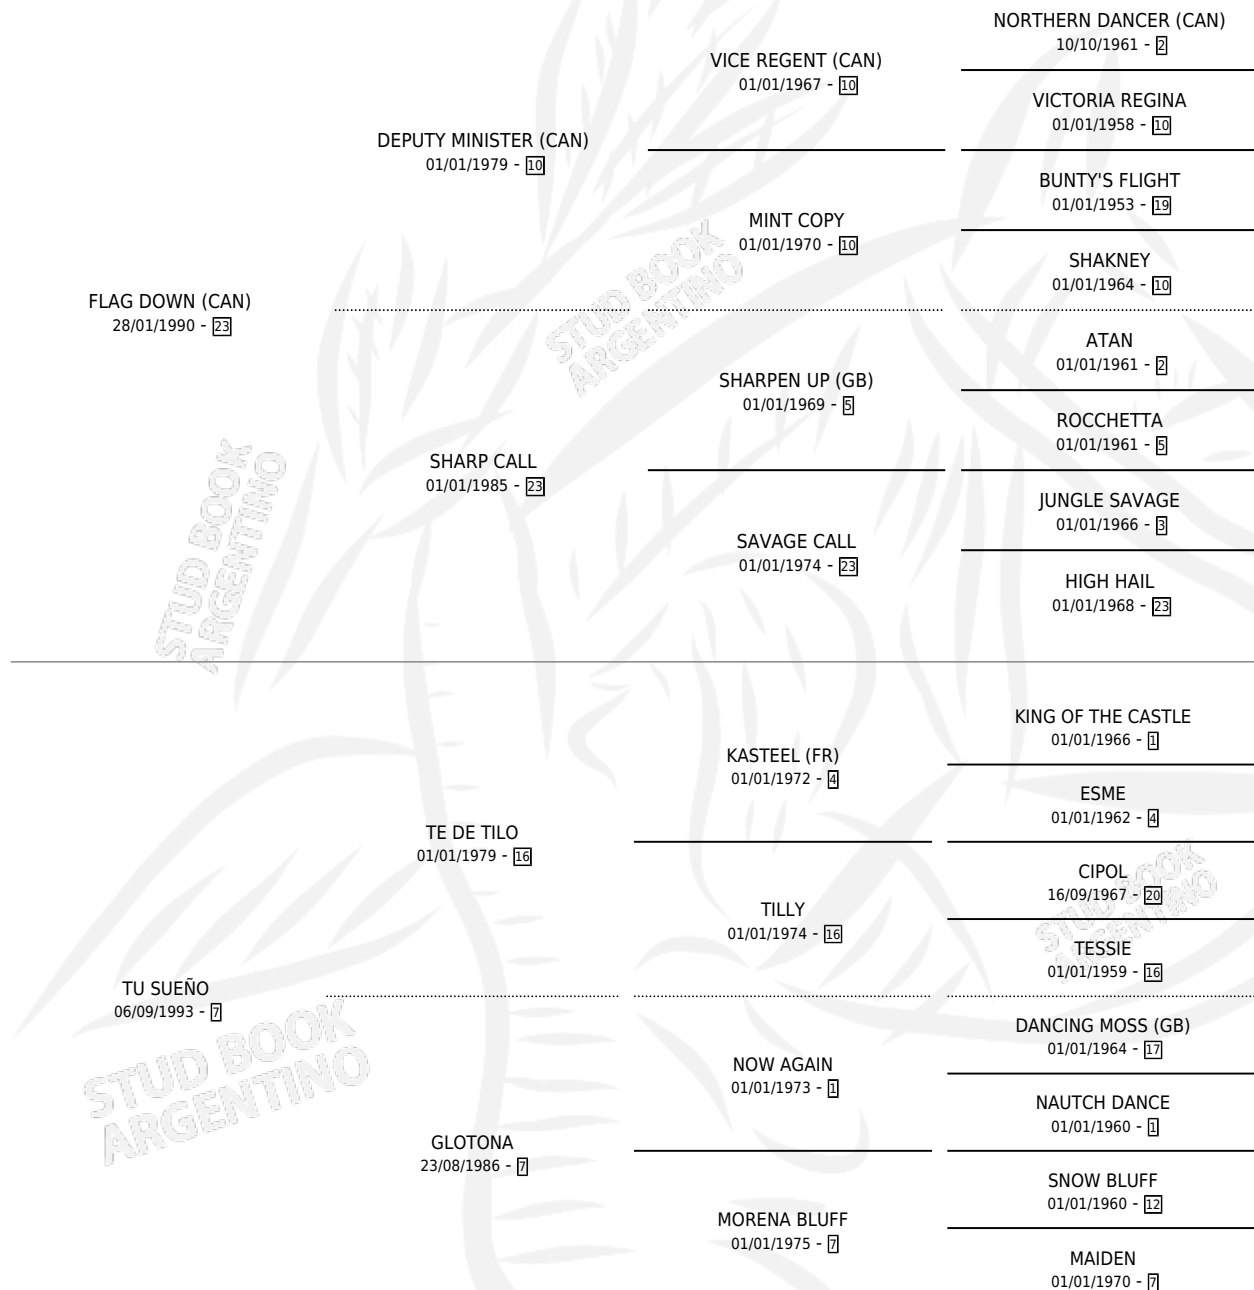 NORTHERN DANCER (CAN)
10/10/1961 - 2
VICE REGENT (CAN)
01/01/1967 - 10
VICTORIA REGINA
01/01/1958 - 10
DEPUTY MINISTER (CAN)
01/01/1979 - 10
BUNTY'S FLIGHT
01/01/1953 - 19
MINT COPY
01/01/1970 - 10
SHAKNEY
01/01/1964 - 10
FLAG DOWN (CAN)
28/01/1990 - 23
STUD BOOK
ARGENTINO
ATAN
01/01/1961 - 2
SHARPEN UP (GB)
01/01/1969 - 5
ROCCHETTA
01/01/1961 - 5
SHARP CALL
01/01/1985 - 23
JUNGLE SAVAGE
01/01/1966 - 3
SAVAGE CALL
01/01/1974 - 23
HIGH HAIL
01/01/1968 - 23
STUD BOOK
ARGENTINO
KING OF THE CASTLE
01/01/1966 - 1
KASTEEL (FR)
01/01/1972 - 4
ESME
01/01/1962 - 4
TE DE TILO
01/01/1979 - 16
CIPOL
16/09/1967 - 20
TILLY
01/01/1974 - 16
TESSIE
01/01/1959 - 16
STUD BOOK
ARGENTINO
TU SUEÑO
06/09/1993 - 7
DANCING MOSS (GB)
01/01/1964 - 17
NOW AGAIN
01/01/1973 - 1
NAUTCH DANCE
01/01/1960 - 1
STUD BOOK
ARGENTINO
GLOTONA
23/08/1986 - 7
SNOW BLUFF
01/01/1960 - 12
MORENA BLUFF
01/01/1975 - 7
MAIDEN
01/01/1970 - 7